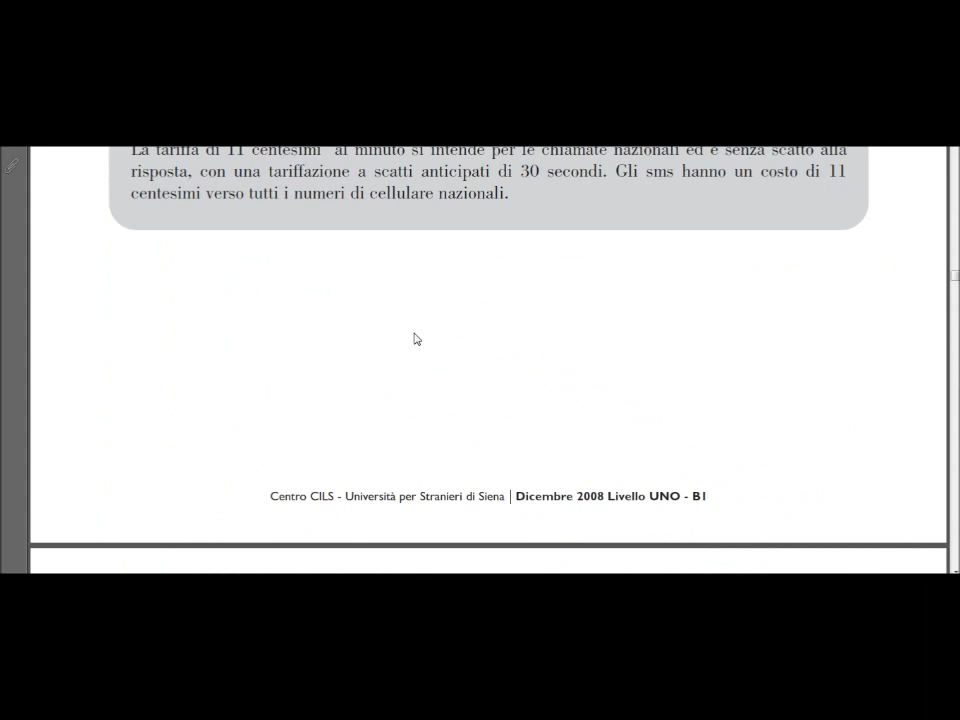 La tariffa di 11 centesimi al minuto si intende per le chiamate nazionali ed è senza scatto alla
risposta, con una tariffazione a scatti anticipati di 30 secondi. Gli sms hanno un costo di 11
centesimi verso tutti i numeri di cellulare nazionali.
Centro CILS - Università per Stranieri di Siena | Dicembre 2008 Livello UNO - B1